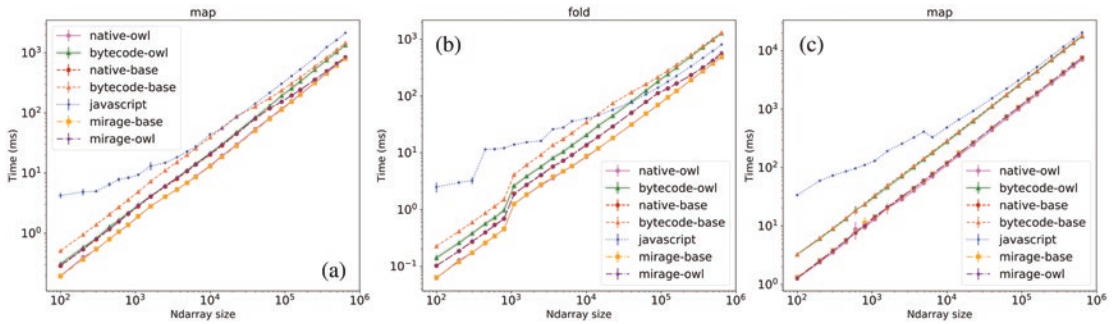 map
(a)
10³
10²
10¹
10⁰
Time (ms)
native-owl
bytecode-owl
native-base
bytecode-base
javascript
mirage-base
mirage-owl
10² 10³ 10⁴ 10⁵ 10⁶
Ndarray size
fold
(b)
10³
10²
10¹
10⁰
10⁻¹
Time (ms)
native-owl
bytecode-owl
native-base
bytecode-base
javascript
mirage-base
mirage-owl
10² 10³ 10⁴ 10⁵ 10⁶
Ndarray size
map
(c)
10⁴
10³
10²
10¹
10⁰
Time (ms)
native-owl
bytecode-owl
native-base
bytecode-base
javascript
mirage-base
mirage-owl
10² 10³ 10⁴ 10⁵ 10⁶
Ndarray size